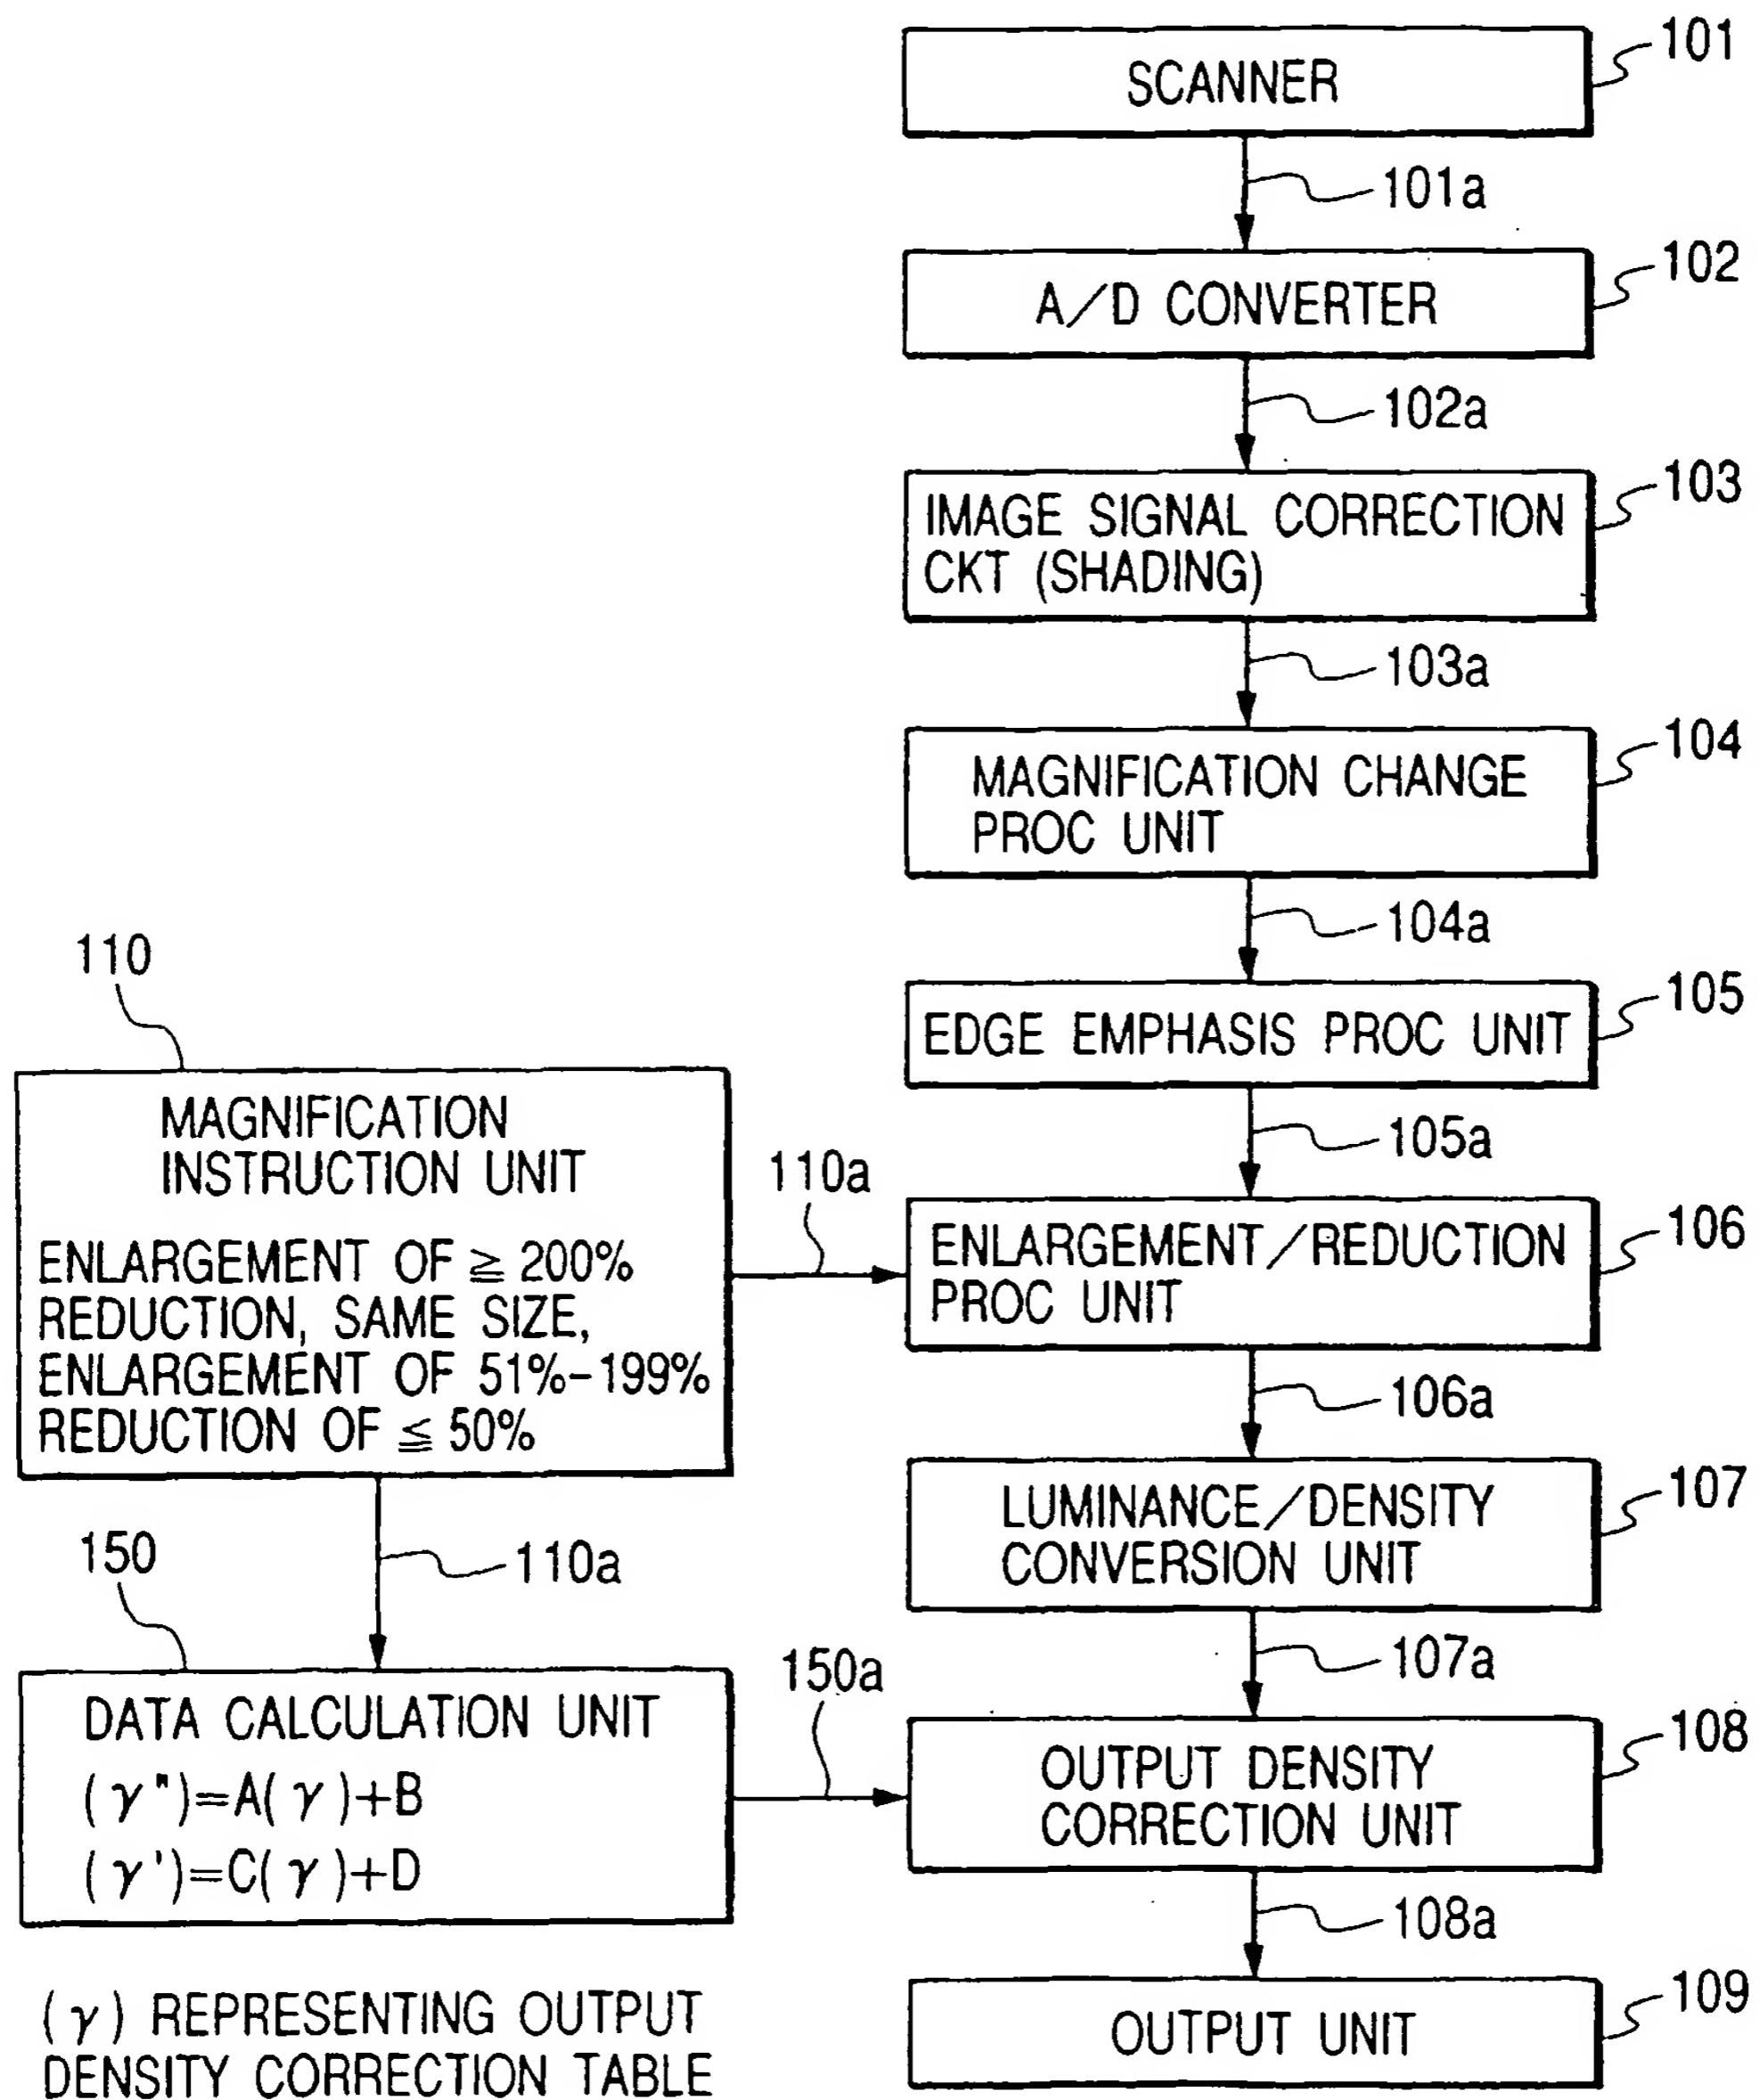 SCANNER
101
101a
A/D CONVERTER
102
102a
IMAGE SIGNAL CORRECTION
CKT (SHADING)
103
103a
MAGNIFICATION CHANGE
PROC UNIT
104
104a
EDGE EMPHASIS PROC UNIT
105
105a
110
MAGNIFICATION
INSTRUCTION UNIT
ENLARGEMENT OF ≧ 200%
REDUCTION, SAME SIZE,
ENLARGEMENT OF 51%-199%
REDUCTION OF ≦ 50%
110a
ENLARGEMENT/REDUCTION
PROC UNIT
106
106a
LUMINANCE/DENSITY
CONVERSION UNIT
107
107a
110a
150
DATA CALCULATION UNIT
(γ")=A(γ)+B
(γ')=C(γ)+D
150a
OUTPUT DENSITY
CORRECTION UNIT
108
108a
OUTPUT UNIT
109
(γ) REPRESENTING OUTPUT
DENSITY CORRECTION TABLE